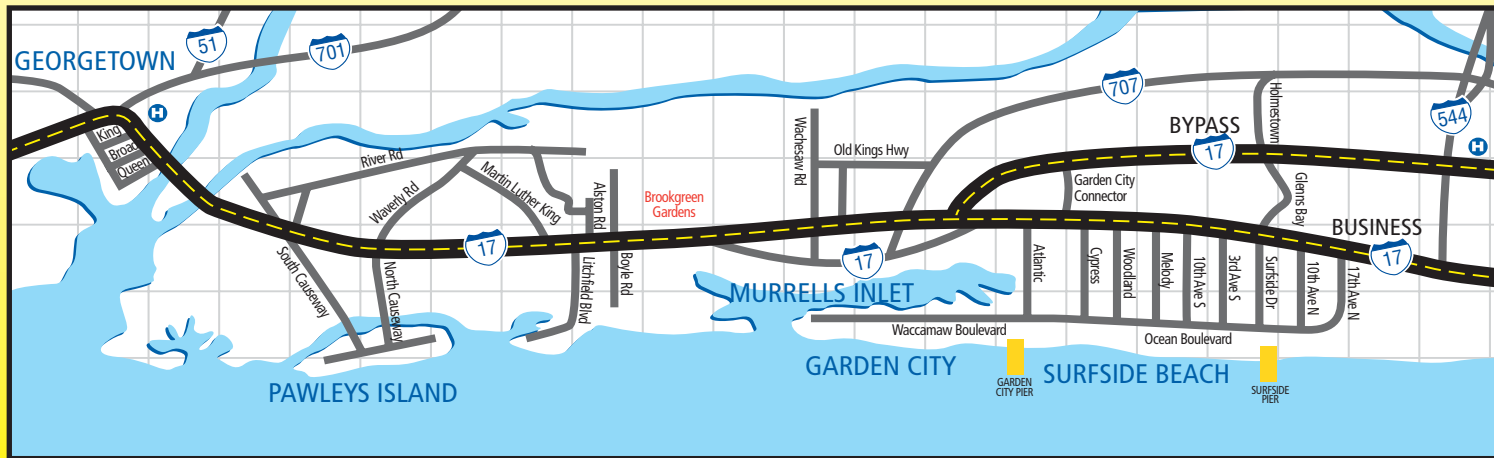 GEORGETOWN
51
701
H
King
Broad
Queen
River Rd
Waverly Rd
Martin Luther King
Alston Rd
Boyle Rd
Litchfield Blvd
South Causeway
North Causeway
17
PAWLEYS ISLAND
Brookgreen
Gardens
Wachesaw Rd
Old Kings Hwy
17
MURRELLS INLET
707
BYPASS
17
Garden City
Connector
Holmestown
Glenns Bay
544
H
BUSINESS
17
Atlantic
Cypress
Woodland
Melody
10th Ave S
3rd Ave S
Surfside Dr
10th Ave N
17th Ave N
Waccamaw Boulevard
Ocean Boulevard
GARDEN CITY
GARDEN
CITY PIER
SURFSIDE BEACH
SURFSIDE
PIER